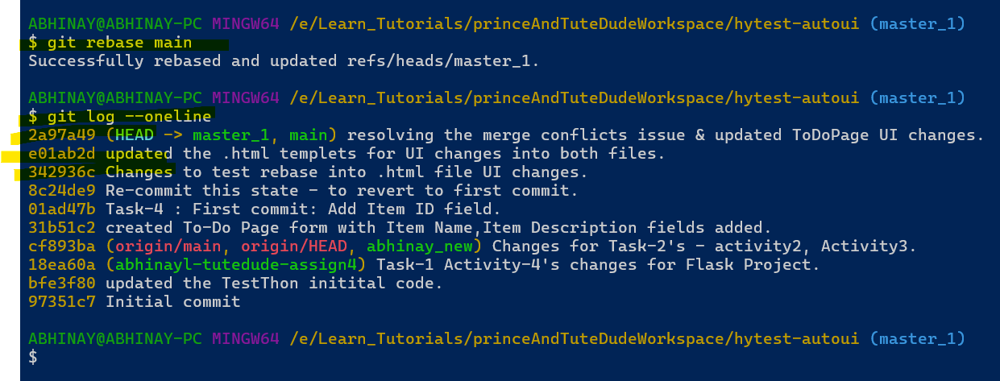 ABHINAY@ABHINAY-PC MINGW64 /e/Learn_Tutorials/princeAndTuteDudeWorkspace/hytest-autoui (master_1)
$ git rebase main
Successfully rebased and updated refs/heads/master_1.
ABHINAY@ABHINAY-PC MINGW64 /e/Learn_Tutorials/princeAndTuteDudeWorkspace/hytest-autoui (master_1)
$ git log --oneline
2a97a49 (HEAD -> master_1, main) resolving the merge conflicts issue & updated ToDoPage UI changes.
e01ab2d updated the .html templets for UI changes into both files.
342936c Changes to test rebase into .html file UI changes.
8c24de9 Re-commit this state - to revert to first commit.
01ad47b Task-4 : First commit: Add Item ID field.
31b51c2 created To-Do Page form with Item Name,Item Description fields added.
cf893ba (origin/main, origin/HEAD, abhinay_new) Changes for Task-2's - activity2, Activity3.
18ea60a (abhinayl-tutedude-assign4) Task-1 Activity-4's changes for Flask Project.
bfe3f80 updated the TestThon initital code.
97351c7 Initial commit
ABHINAY@ABHINAY-PC MINGW64 /e/Learn_Tutorials/princeAndTuteDudeWorkspace/hytest-autoui (master_1)
$